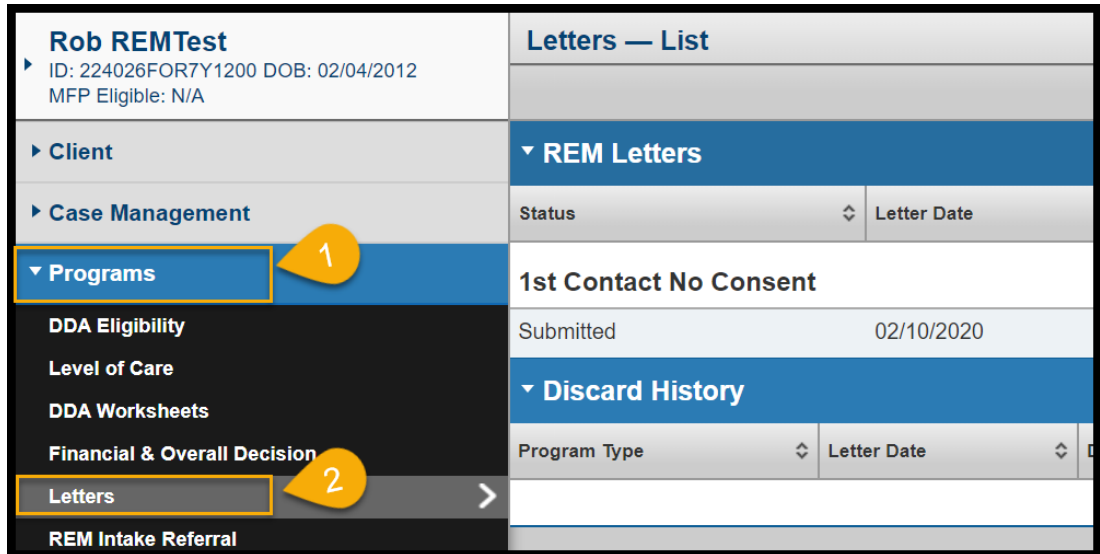 Rob REMTest
ID: 224026FOR7Y1200 DOB: 02/04/2012
MFP Eligible: N/A
Client
Case Management
Programs
1
DDA Eligibility
Level of Care
DDA Worksheets
Financial & Overall Decision
Letters
2
REM Intake Referral
Letters — List
REM Letters
Status Letter Date
1st Contact No Consent
Submitted 02/10/2020
Discard History
Program Type Letter Date